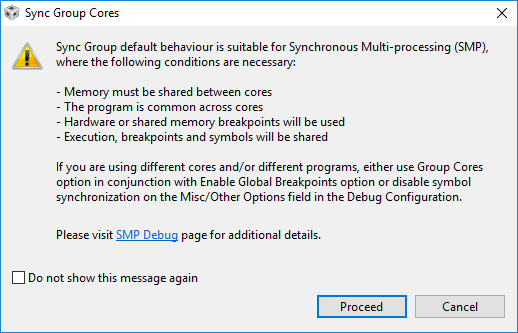 Sync Group Cores
Sync Group default behaviour is suitable for Synchronous Multi-processing (SMP),
where the following conditions are necessary:
- Memory must be shared between cores
- The program is common across cores
- Hardware or shared memory breakpoints will be used
- Execution, breakpoints and symbols will be shared
If you are using different cores and/or different programs, either use Group Cores
option in conjunction with Enable Global Breakpoints option or disable symbol
synchronization on the Misc/Other Options field in the Debug Configuration.
Please visit SMP Debug page for additional details.
Do not show this message again
Proceed
Cancel